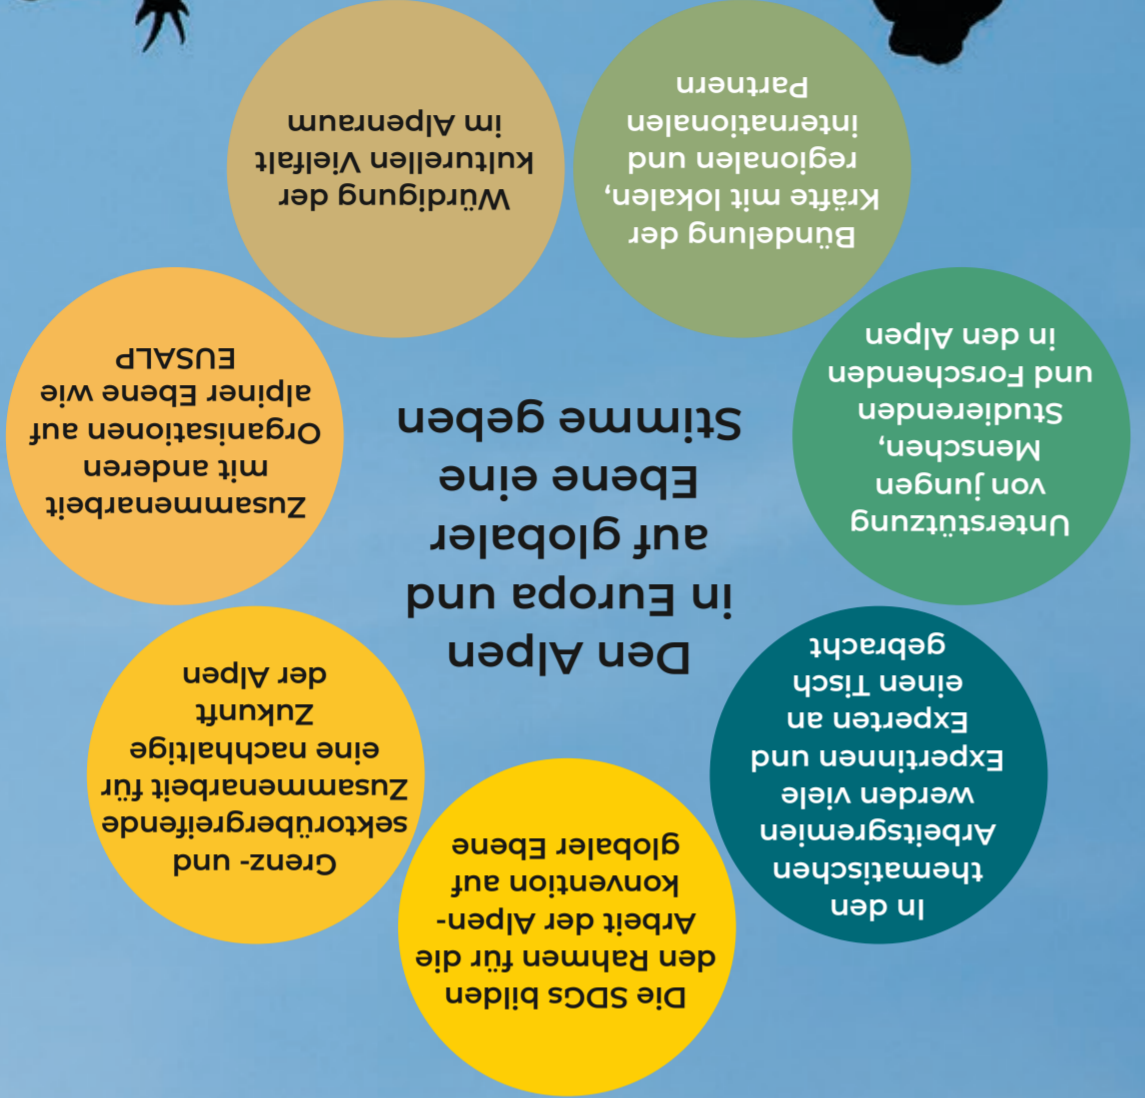 Die SDGs bilden
den Rahmen für die
Arbeit der Alpen-
konvention auf
globaler Ebene
In den
thematischen
Arbeitsgremien
werden viele
Expertinnen und
Experten an
einen Tisch
gebracht
Grenz- und
sektorübergreifende
Zusammenarbeit für
eine nachhaltige
Zukunft
der Alpen
Den Alpen
in Europa und
auf globaler
Ebene eine
Stimme geben
Unterstützung
von jungen
Menschen,
Studierenden
und Forschenden
in den Alpen
Zusammenarbeit
mit anderen
Organisationen auf
alpiner Ebene wie
EUSALP
Bündelung der
Kräfte mit lokalen,
regionalen und
internationalen
Partnern
Würdigung der
kulturellen Vielfalt
im Alpenraum